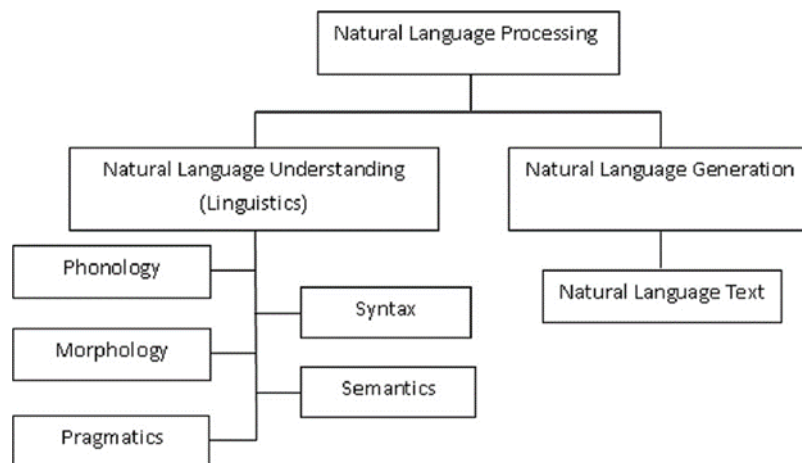 Natural Language Processing
Natural Language Understanding
(Linguistics)
Natural Language Generation
Phonology
Natural Language Text
Syntax
Morphology
Semantics
Pragmatics